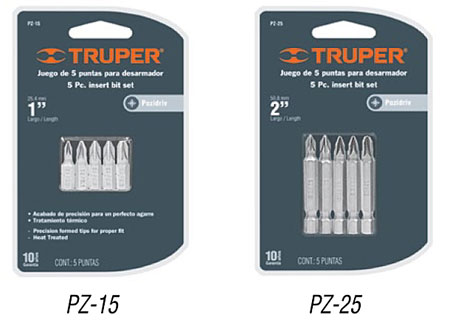 PZ-15
TRUPER®
Juego de 5 puntas para desarmador
5 Pc. insert bit set
25.4 mm
1”
Largo / Length
Pozidriv
• Acabado de precisión para un perfecto agarre
• Tratamiento térmico
• Precision formed tips for proper fit
• Heat Treated
10
Garantía
CONT.: 5 PUNTAS
PZ-15
PZ-25
TRUPER®
Juego de 5 puntas para desarmador
5 Pc. insert bit set
50.8 mm
2”
Largo / Length
Pozidriv
10
Garantía
CONT.: 5 PUNTAS
PZ-25